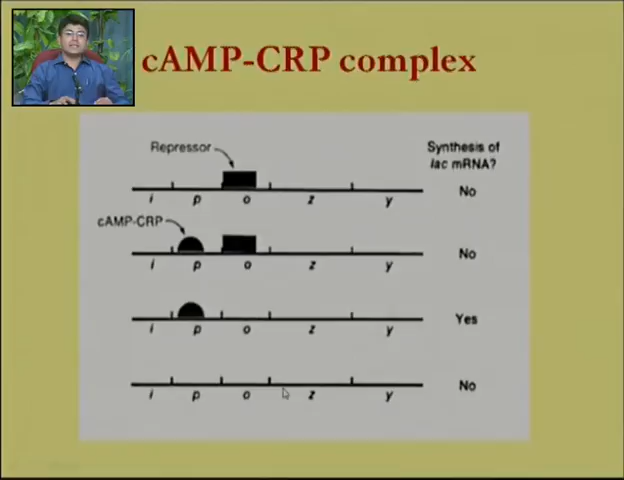 cAMP-CRP complex
Repressor
Synthesis of
lac mRNA?
i p o z y
No
cAMP-CRP
i p o z y
No
i p o z y
Yes
i p o z y
No